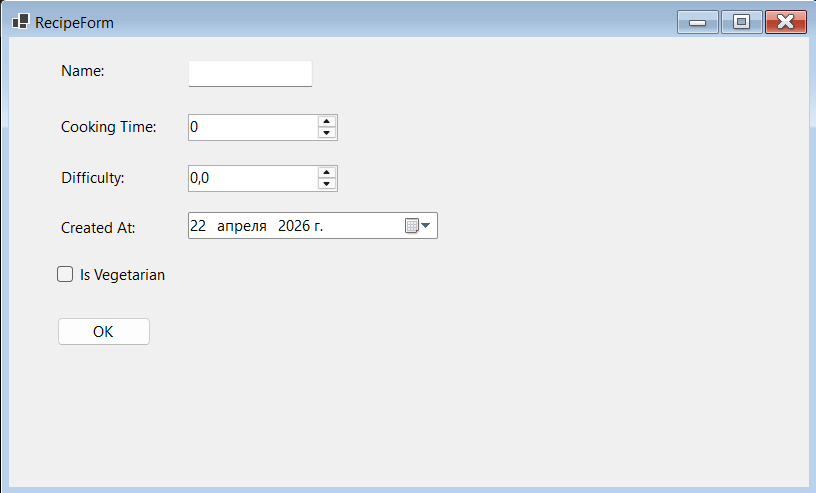 RecipeForm
Name:
Cooking Time: 0
Difficulty: 0,0
Created At: 22 апреля 2026 г.
Is Vegetarian
OK